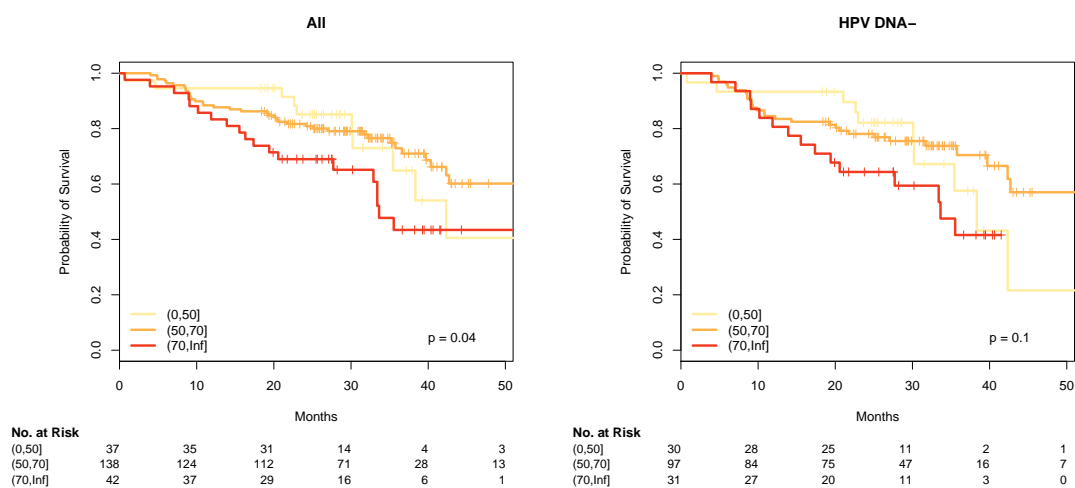 All
Probability of Survival
1.0
0.8
0.6
0.4
0.2
0.0
(0,50]
(50,70]
(70,Inf]
p = 0.04
0 10 20 30 40 50
Months
No. at Risk
(0,50] 37 35 31 14 4 3
(50,70] 138 124 112 71 28 13
(70,Inf] 42 37 29 16 6 1
HPV DNA−
Probability of Survival
1.0
0.8
0.6
0.4
0.2
0.0
(0,50]
(50,70]
(70,Inf]
p = 0.1
0 10 20 30 40 50
Months
No. at Risk
(0,50] 30 28 25 11 2 1
(50,70] 97 84 75 47 16 7
(70,Inf] 31 27 20 11 3 0